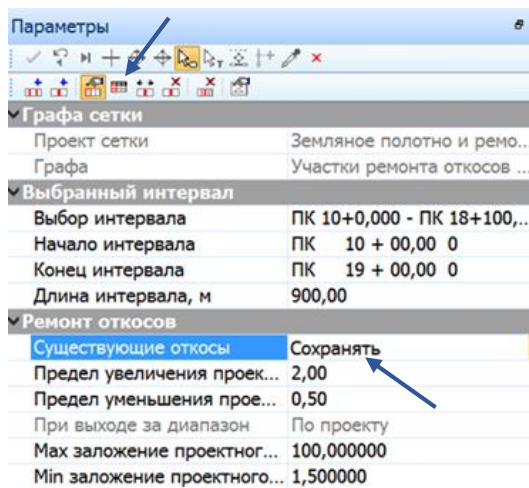 Параметры
Графа сетки
Проект сетки Земляное полотно и ремо...
Графа Участки ремонта откосов ...
Выбранный интервал
Выбор интервала ПК 10+0,000 - ПК 18+100,...
Начало интервала ПК 10 + 00,00 0
Конец интервала ПК 19 + 00,00 0
Длина интервала, м 900,00
Ремонт откосов
Существующие откосы Сохранять
Предел увеличения проек... 2,00
Предел уменьшения прое... 0,50
При выходе за диапазон По проекту
Max заложение проектног... 100,000000
Min заложение проектного... 1,500000